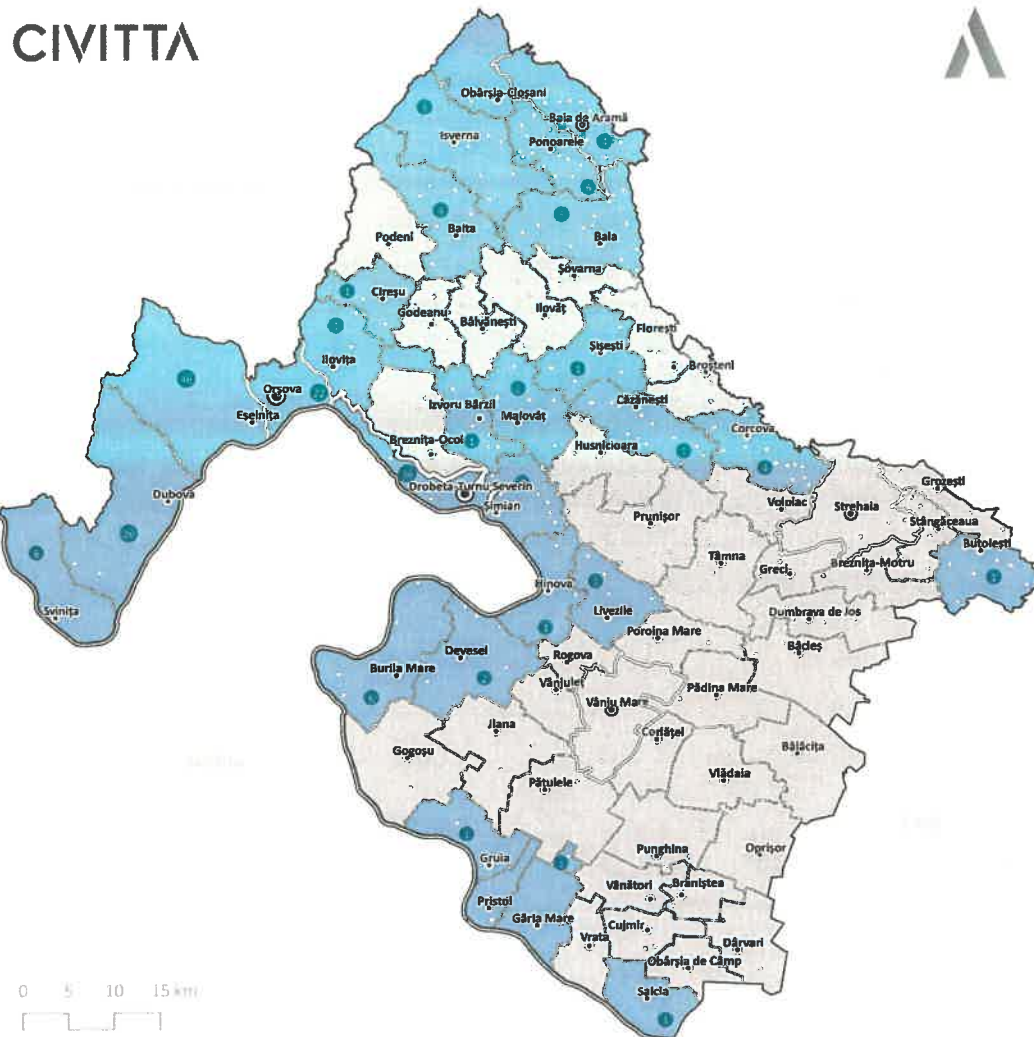 CIVITTA
Obârșia-Cloșani
Baia de Aramă
Isverna
Ponoarele
Balta
Bala
Podeni
Șovarna
Cireșu
Godeanu
Bâlvănești
Ilovăț
Florești
Ilovița
Șișești
Broșteni
Orșova
Eșelnița
Izvoru Bârzii
Malovăț
Căzănești
Corcova
Breznița-Ocol
Husnicioara
Drobeta-Turnu Severin
Șimian
Dubova
Prunișor
Voloiac
Strehaia
Grozești
Stângăceaua
Butoiești
Tâmna
Greci
Breznița-Motru
Svinița
Hinova
Livezile
Dumbrava de Jos
Poroina Mare
Bâcleș
Devesel
Burila Mare
Rogova
Vânjuleț
Vânju Mare
Pădina Mare
Jiana
Corlățel
Bălăcița
Gogoșu
Vlădaia
Pătulele
Gruia
Punghina
Oprișor
Vânători
Braniștea
Pristol
Gârla Mare
Cujmir
Vrata
Dârvari
Obârșia de Câmp
Salcia
0 5 10 15 km